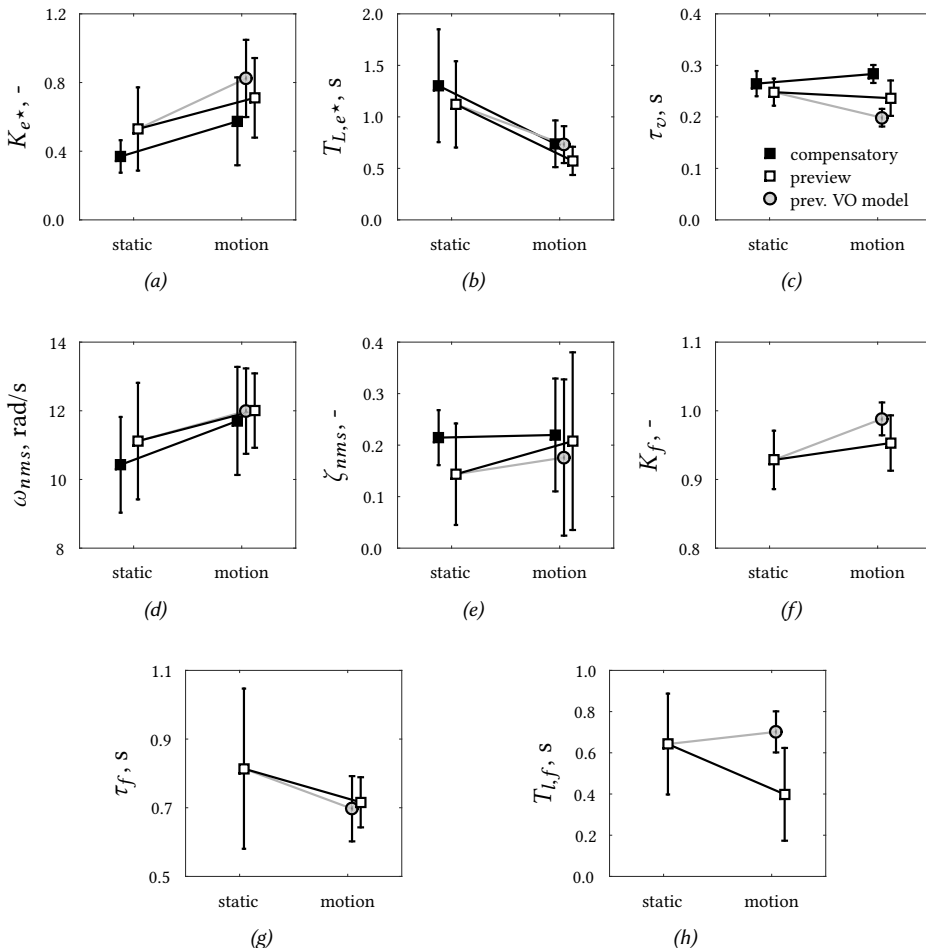 1.2
0.8
0.4
0.0
K_{e⋆}, -
static motion
(a)
2.0
1.5
1.0
0.5
0.0
T_{L,e⋆}, s
static motion
(b)
0.4
0.3
0.2
0.1
0.0
τ_v, s
compensatory
preview
prev. VO model
static motion
(c)
14
12
10
8
ω_{nms}, rad/s
static motion
(d)
0.4
0.3
0.2
0.1
0.0
ζ_{nms}, -
static motion
(e)
1.1
1.0
0.9
0.8
K_f, -
static motion
(f)
1.1
0.9
0.7
0.5
τ_f, s
static motion
(g)
1.0
0.8
0.6
0.4
0.2
0.0
T_{l,f}, s
static motion
(h)